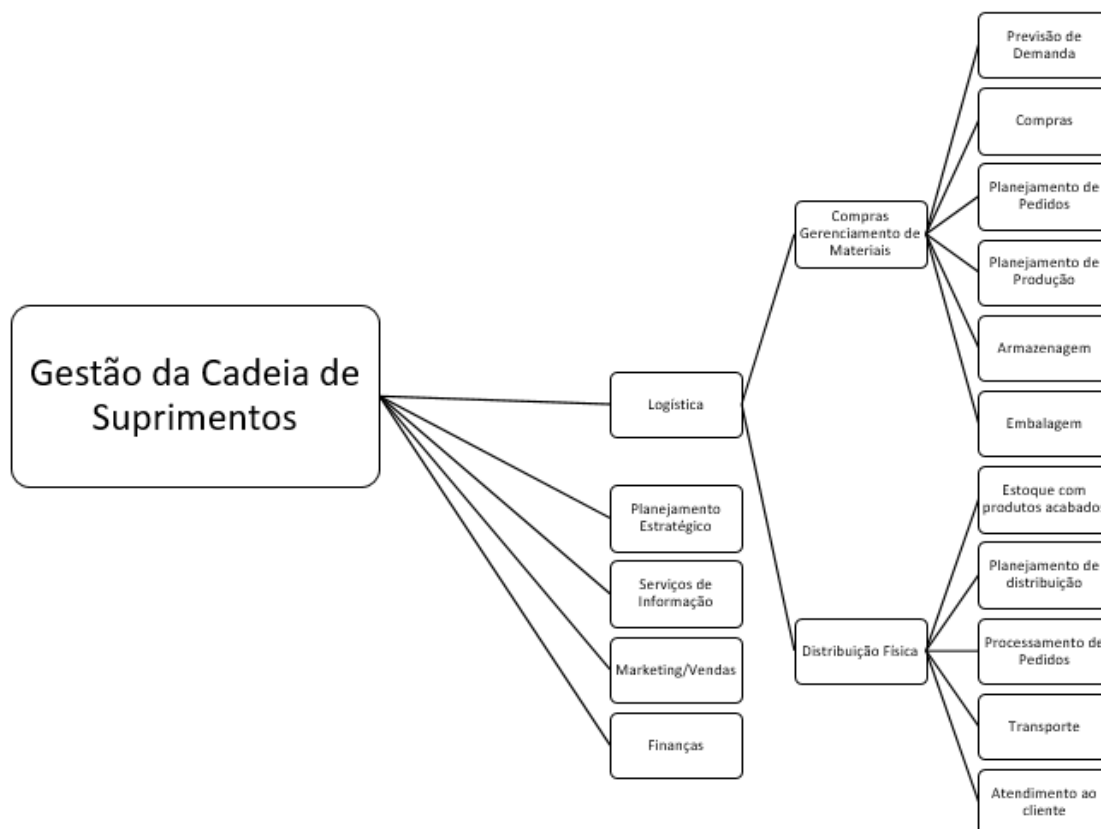 Gestão da Cadeia de
Suprimentos
Logística
Planejamento
Estratégico
Serviços de
Informação
Marketing/Vendas
Finanças
Compras
Gerenciamento de
Materiais
Distribuição Física
Previsão de
Demanda
Compras
Planejamento de
Pedidos
Planejamento de
Produção
Armazenagem
Embalagem
Estoque com
produtos acabados
Planejamento de
distribuição
Processamento de
Pedidos
Transporte
Atendimento ao
cliente